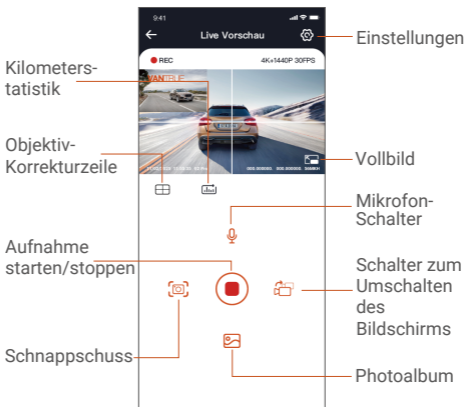 9:41
Live Vorschau
Einstellungen
REC
4K+1440P 30FPS
VANTRUE
Kilometers-
tatistik
Objektiv-
Korrekturzeile
Vollbild
Mikrofon-
Schalter
Aufnahme
starten/stoppen
Schalter zum
Umschalten
des
Bildschirms
Schnappschuss
Photoalbum